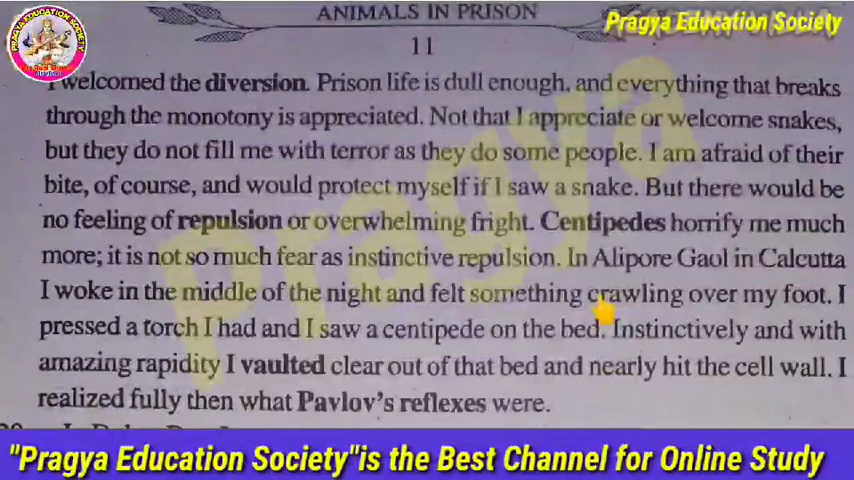 ANIMALS IN PRISON
Pragya Education Society
11
I welcomed the diversion. Prison life is dull enough, and everything that breaks
through the monotony is appreciated. Not that I appreciate or welcome snakes,
but they do not fill me with terror as they do some people. I am afraid of their
bite, of course, and would protect myself if I saw a snake. But there would be
no feeling of repulsion or overwhelming fright. Centipedes horrify me much
more; it is not so much fear as instinctive repulsion. In Alipore Gaol in Calcutta
I woke in the middle of the night and felt something crawling over my foot. I
pressed a torch I had and I saw a centipede on the bed. Instinctively and with
amazing rapidity I vaulted clear out of that bed and nearly hit the cell wall. I
realized fully then what Pavlov's reflexes were.
Pragya
"Pragya Education Society"is the Best Channel for Online Study